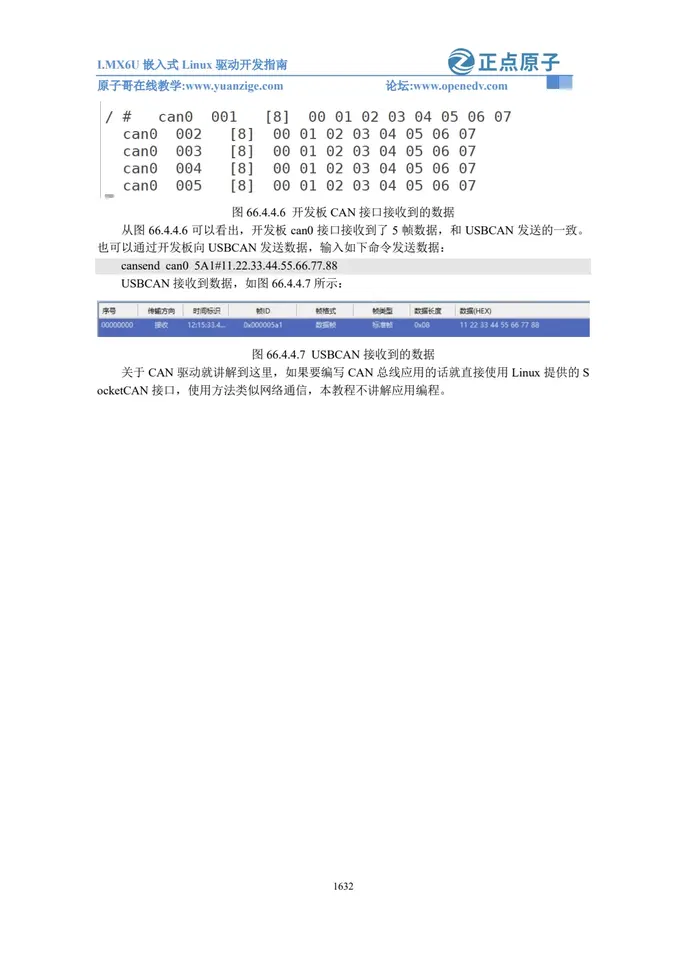 正点原子
I.MX6U 嵌入式 Linux 驱动开发指南
原子哥在线教学:www.yuanzige.com 论坛:www.openedv.com
/ # can0 001 [8] 00 01 02 03 04 05 06 07
can0 002 [8] 00 01 02 03 04 05 06 07
can0 003 [8] 00 01 02 03 04 05 06 07
can0 004 [8] 00 01 02 03 04 05 06 07
can0 005 [8] 00 01 02 03 04 05 06 07
图 66.4.4.6 开发板 CAN 接口接收到的数据
从图 66.4.4.6 可以看出，开发板 can0 接口接收到了 5 帧数据，和 USBCAN 发送的一致。
也可以通过开发板向 USBCAN 发送数据，输入如下命令发送数据：
cansend can0 5A1#11.22.33.44.55.66.77.88
USBCAN 接收到数据，如图 66.4.4.7 所示：
序号 传输方向 时间标识 帧ID 帧格式 帧类型 数据长度 数据(HEX)
00000000 接收 12:15:33.4... 0x000005a1 数据帧 标准帧 0x08 11 22 33 44 55 66 77 88
图 66.4.4.7 USBCAN 接收到的数据
关于 CAN 驱动就讲解到这里，如果要编写 CAN 总线应用的话就直接使用 Linux 提供的 S
ocketCAN 接口，使用方法类似网络通信，本教程不讲解应用编程。
1632